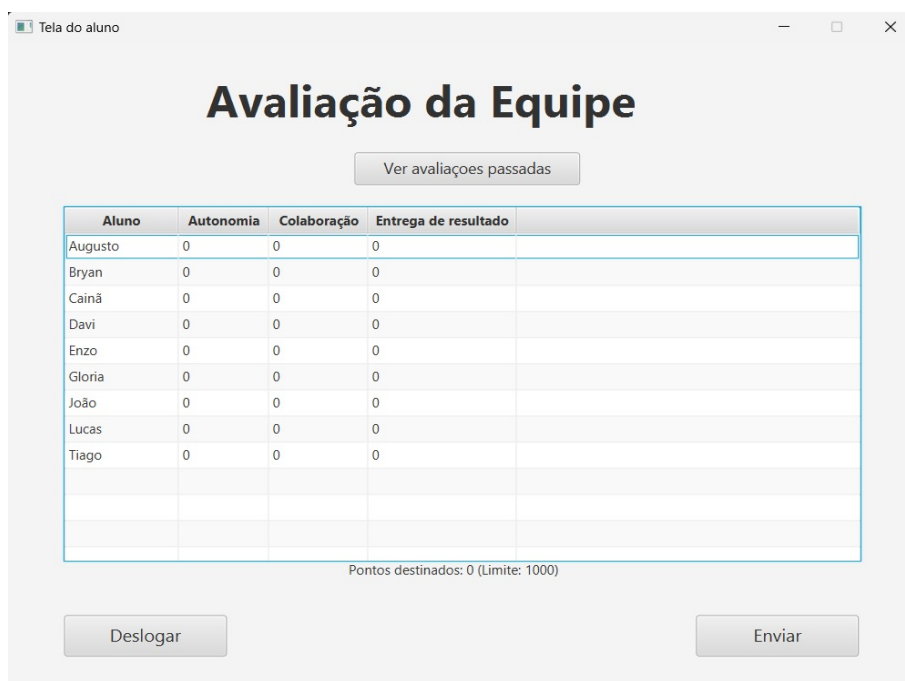 Tela do aluno
Avaliação da Equipe
Ver avaliaçoes passadas
Aluno Autonomia Colaboração Entrega de resultado
Augusto 0 0 0
Bryan 0 0 0
Cainã 0 0 0
Davi 0 0 0
Enzo 0 0 0
Gloria 0 0 0
João 0 0 0
Lucas 0 0 0
Tiago 0 0 0
Pontos destinados: 0 (Limite: 1000)
Deslogar Enviar